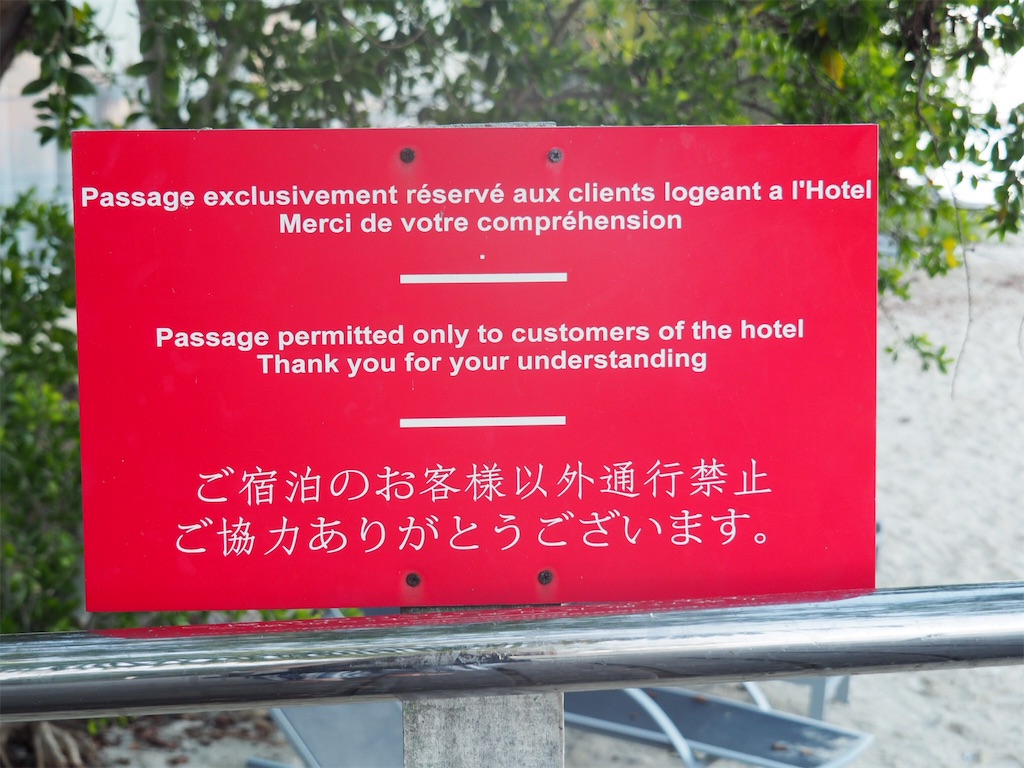 Passage exclusivement réservé aux clients logeant a l'Hotel
Merci de votre compréhension
Passage permitted only to customers of the hotel
Thank you for your understanding
ご宿泊のお客様以外通行禁止
ご協力ありがとうございます。